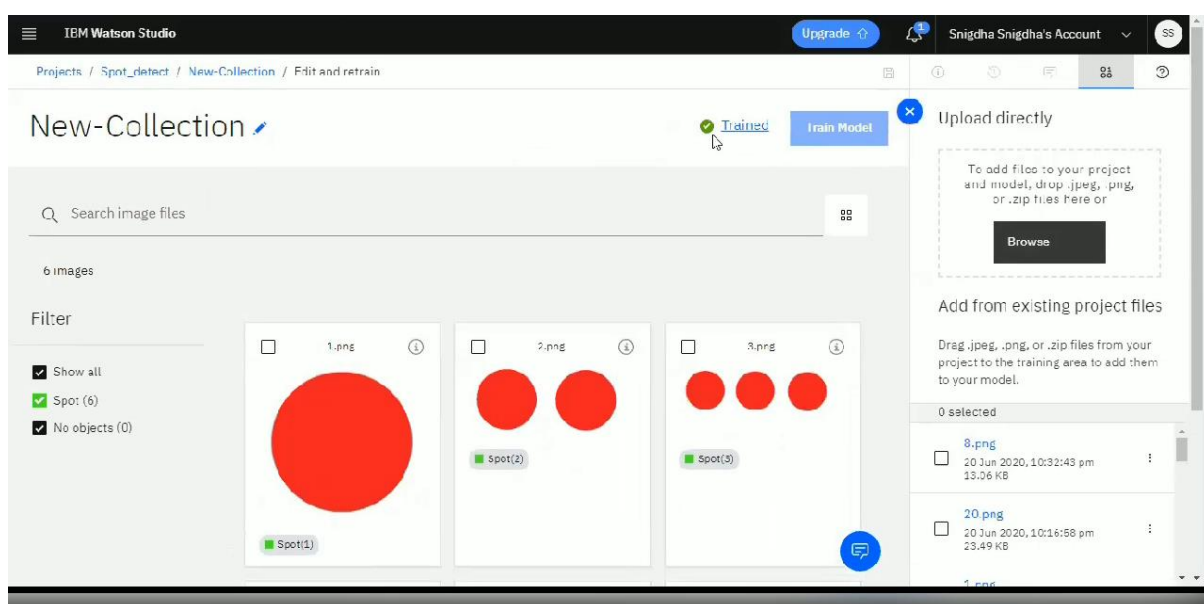 IBM Watson Studio
Upgrade
1
Snigdha Snigdha's Account
SS
Projects / Spot_detect / New-Collection / Edit and retrain
New-Collection
Trained
Train Model
Search image files
6 images
Filter
Show all
Spot (6)
No objects (0)
1.png
Spot(1)
2.png
Spot(2)
3.png
Spot(3)
Upload directly
To add files to your project
and model, drop .jpeg, .png,
or .zip files here or
Browse
Add from existing project files
Drag .jpeg, .png, or .zip files from your
project to the training area to add them
to your model.
0 selected
8.png
20 Jun 2020, 10:32:43 pm
13.06 KB
20.png
20 Jun 2020, 10:16:58 pm
23.49 KB
1.png